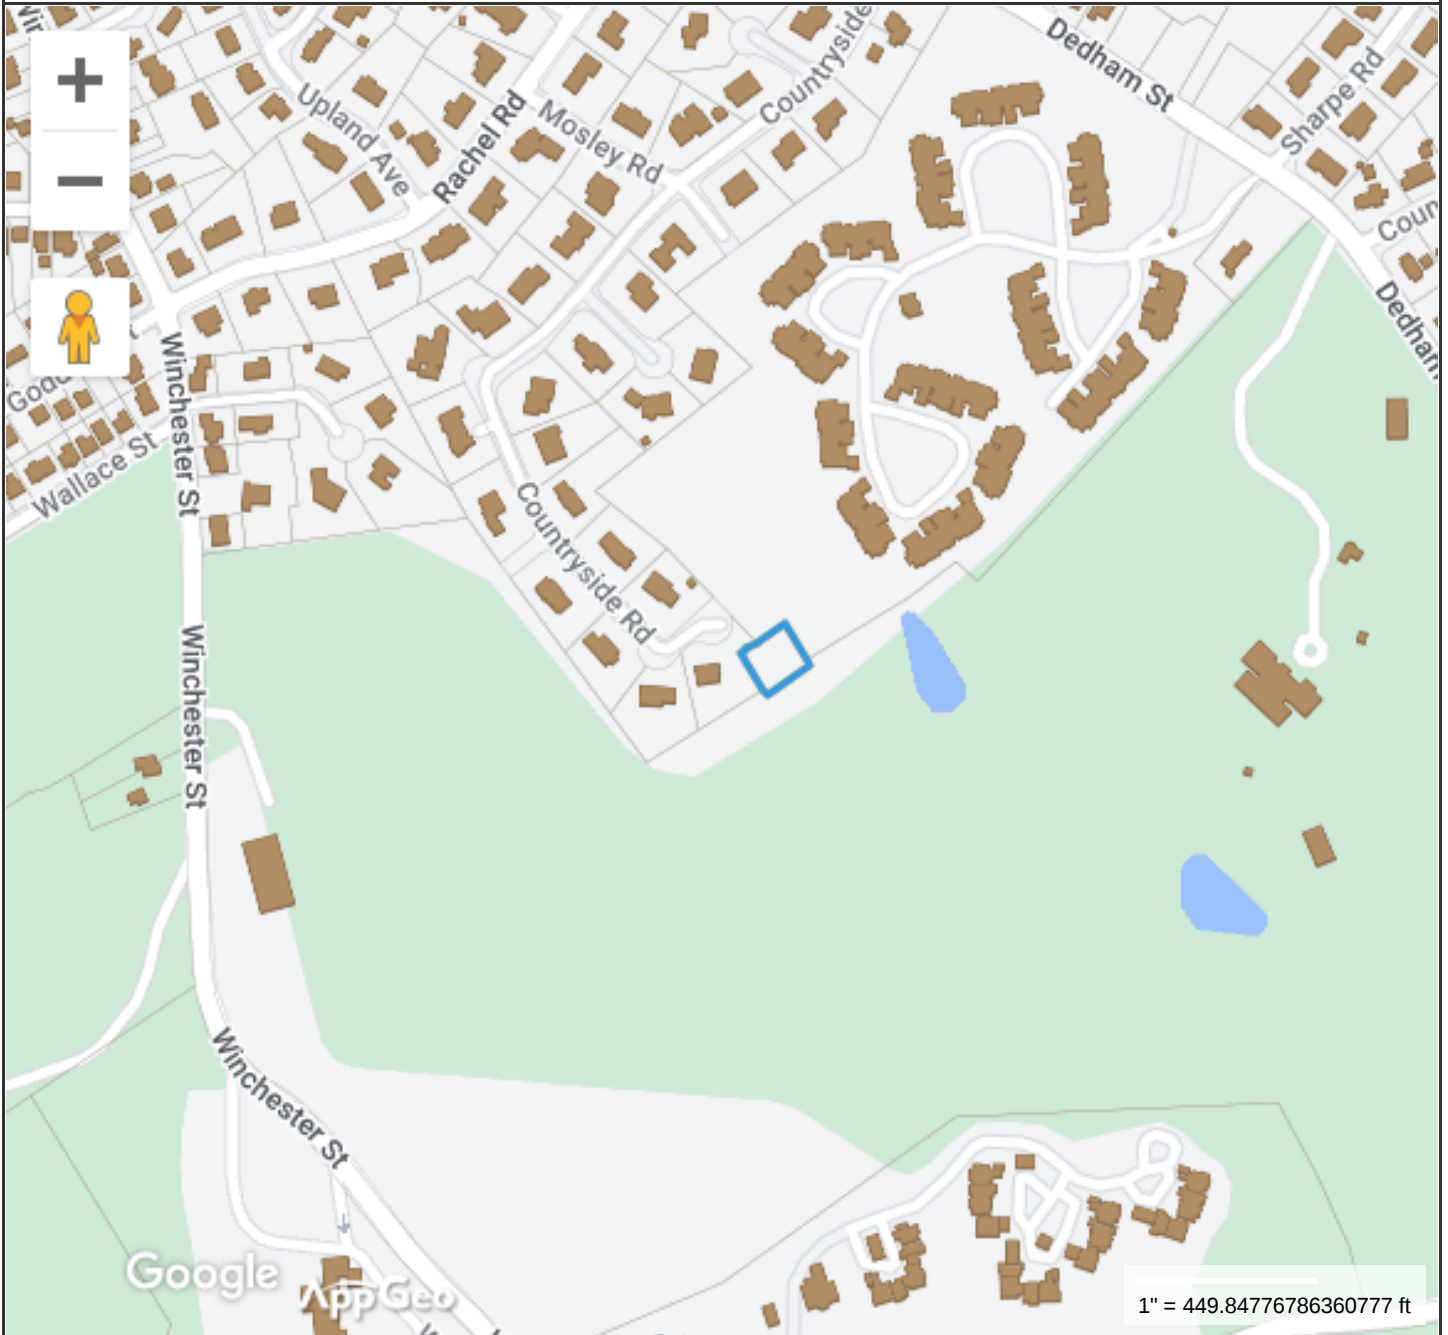 Dedham St
Countryside
Sharpe Rd
Upland Ave
Rachel Rd
Mosley Rd
Coun
Dedham
Winchester St
Wallace St
Countryside Rd
Winchester St
Winchester St
Google
AppGeo
1" = 449.84776786360777 ft